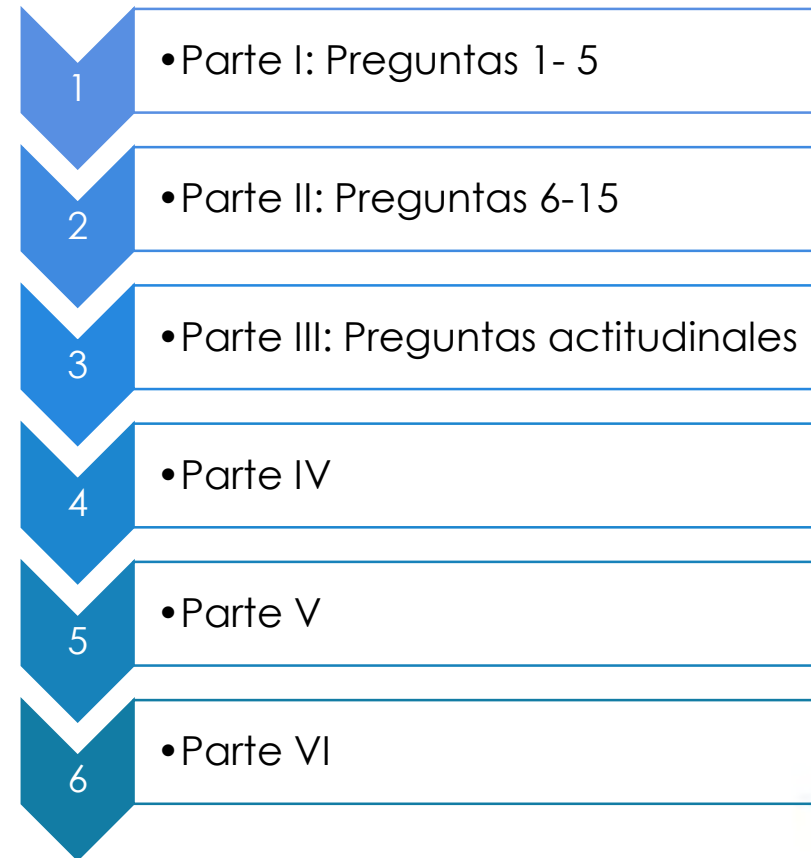 1
•Parte I: Preguntas 1- 5
2
•Parte II: Preguntas 6-15
3
•Parte III: Preguntas actitudinales
4
•Parte IV
5
•Parte V
6
•Parte VI